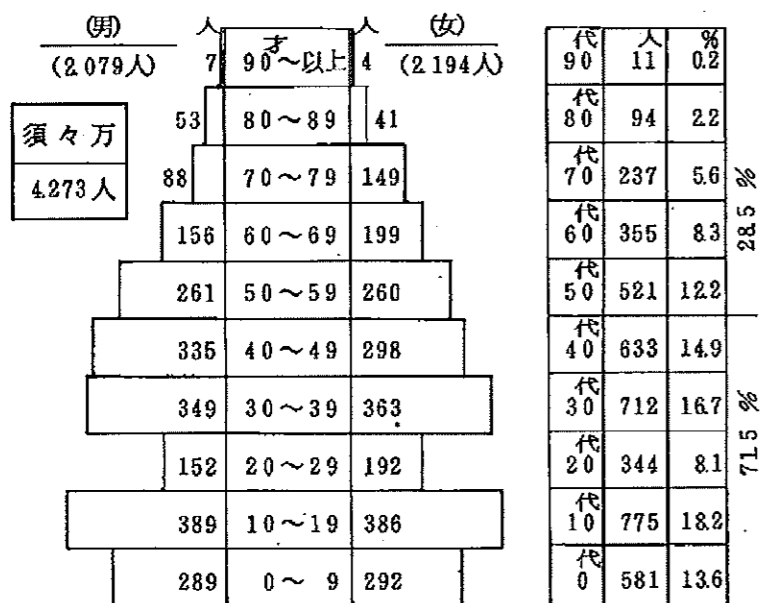 (男) 人 人 (女)
(2079人) 7 90～以上 4 (2194人)
才
須々万
4273人
53 80～89 41
88 70～79 149
156 60～69 199
261 50～59 260
335 40～49 298
349 30～39 363
152 20～29 192
389 10～19 386
289 0～ 9 292
代 人 %
90 11 0.2
代
80 94 2.2
代
70 237 5.6
代
60 355 8.3
代
50 521 12.2
代
40 633 14.9
代
30 712 16.7
代
20 344 8.1
代
10 775 18.2
代
0 581 13.6
28.5 %
71.5 %